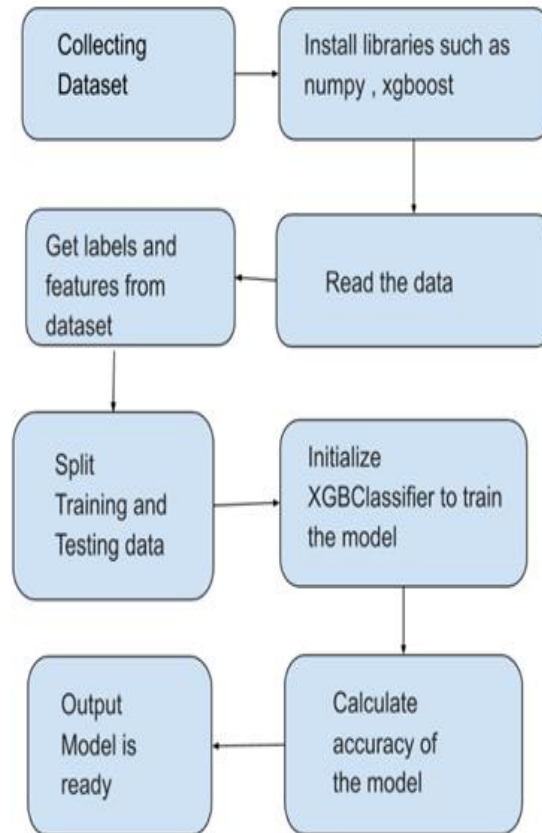 Collecting
Dataset
Install libraries such as
numpy , xgboost
Read the data
Get labels and
features from
dataset
Split
Training and
Testing data
Initialize
XGBClassifier to train
the model
Calculate
accuracy of
the model
Output
Model is
ready